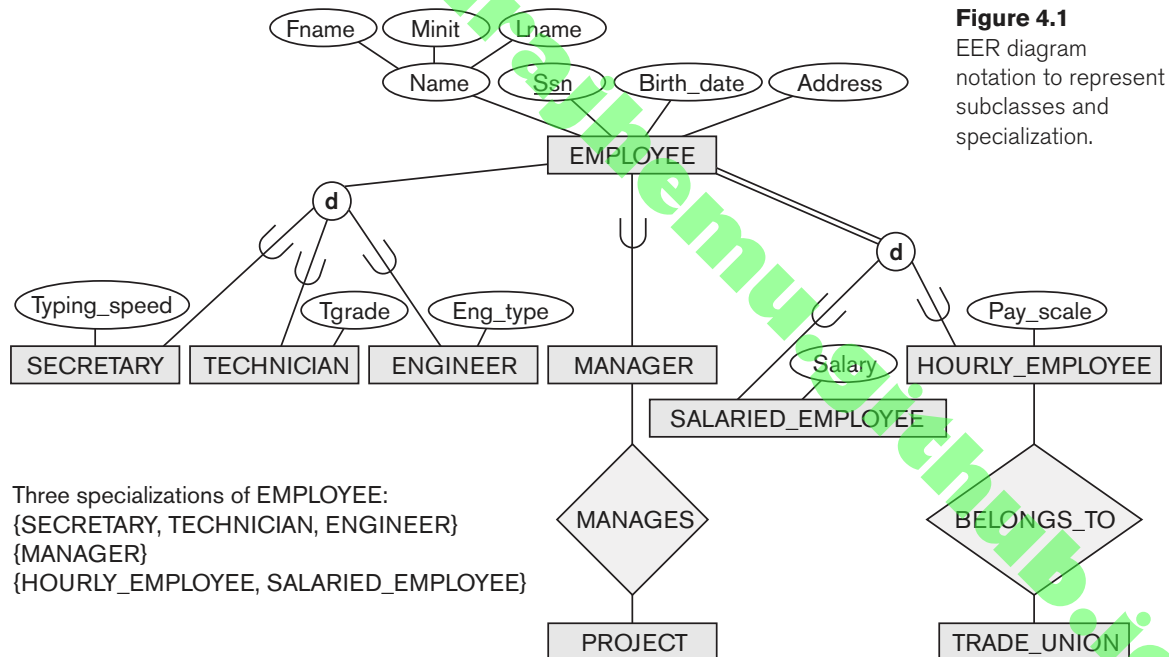 Figure 4.1
EER diagram
notation to represent
subclasses and
specialization.
Fname Minit Lname
Name Ssn Birth_date Address
EMPLOYEE
d
d
Typing_speed Tgrade Eng_type Pay_scale
SECRETARY TECHNICIAN ENGINEER MANAGER Salary HOURLY_EMPLOYEE
SALARIED_EMPLOYEE
Three specializations of EMPLOYEE:
{SECRETARY, TECHNICIAN, ENGINEER}
{MANAGER}
{HOURLY_EMPLOYEE, SALARIED_EMPLOYEE}
MANAGES BELONGS_TO
PROJECT TRADE_UNION